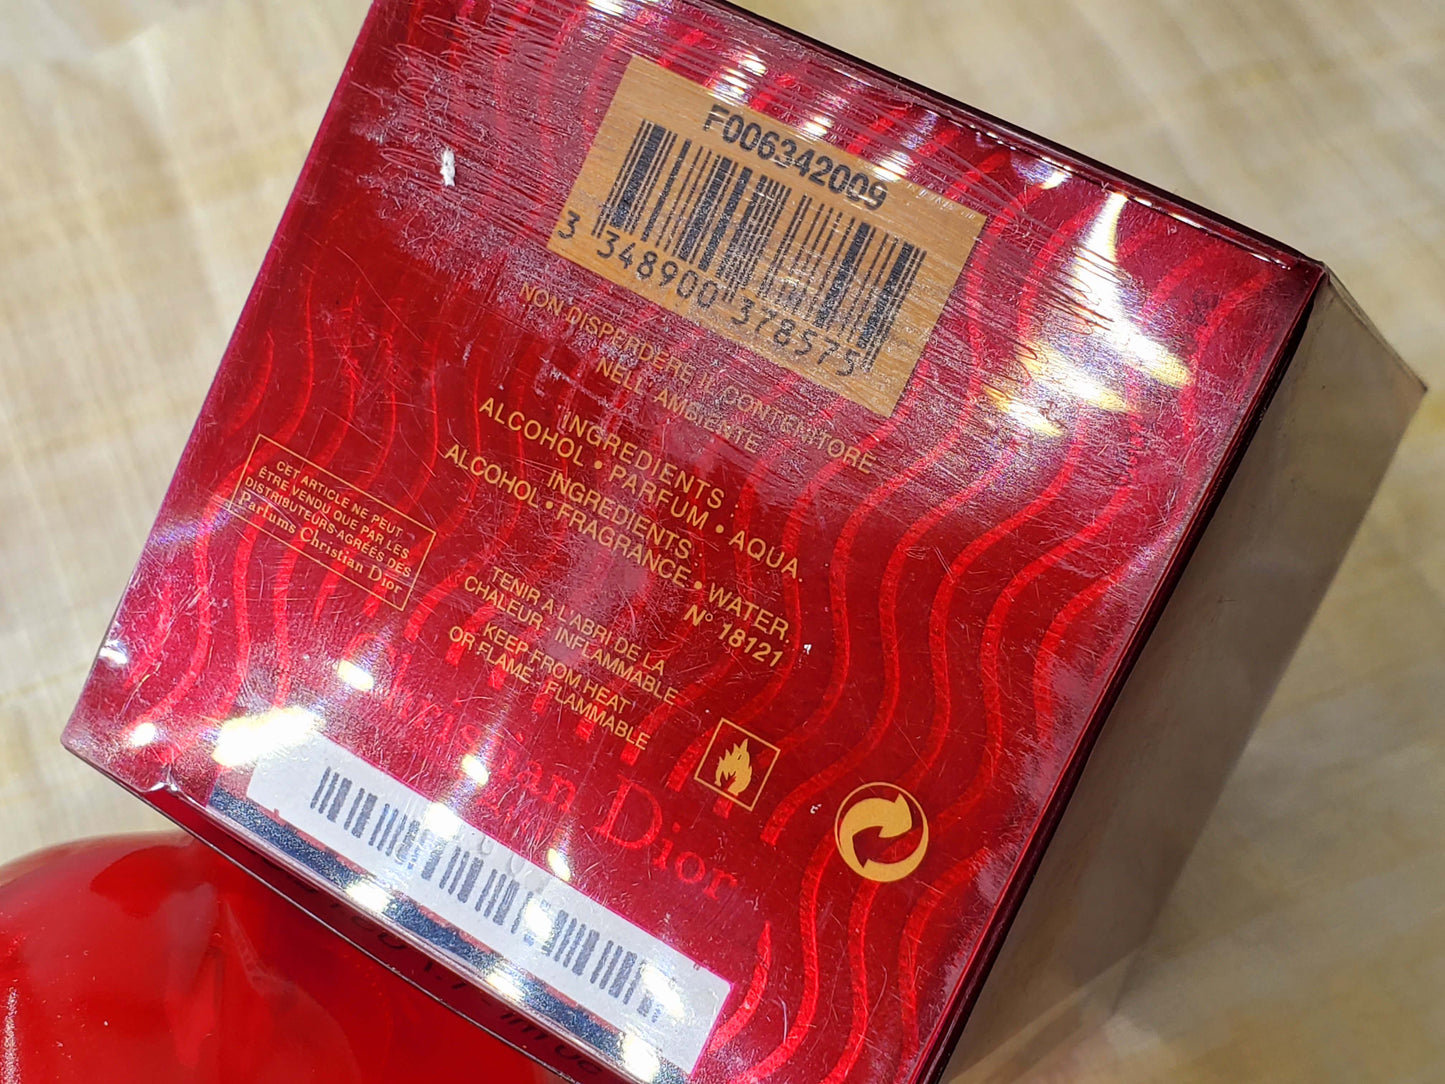 F006342009
3 348900 378575
NON DISPERDERE IL CONTENITORE
NELL'AMBIENTE
INGREDIENTS :
ALCOHOL • PARFUM • AQUA.
INGREDIENTS :
ALCOHOL • FRAGRANCE • WATER.
N° 18121
CET ARTICLE NE PEUT
ÊTRE VENDU QUE PAR LES
DISTRIBUTEURS AGRÉÉS DES
Parfums Christian Dior
TENIR A L'ABRI DE LA
CHALEUR. INFLAMMABLE
KEEP FROM HEAT
OR FLAME. FLAMMABLE
Christian Dior